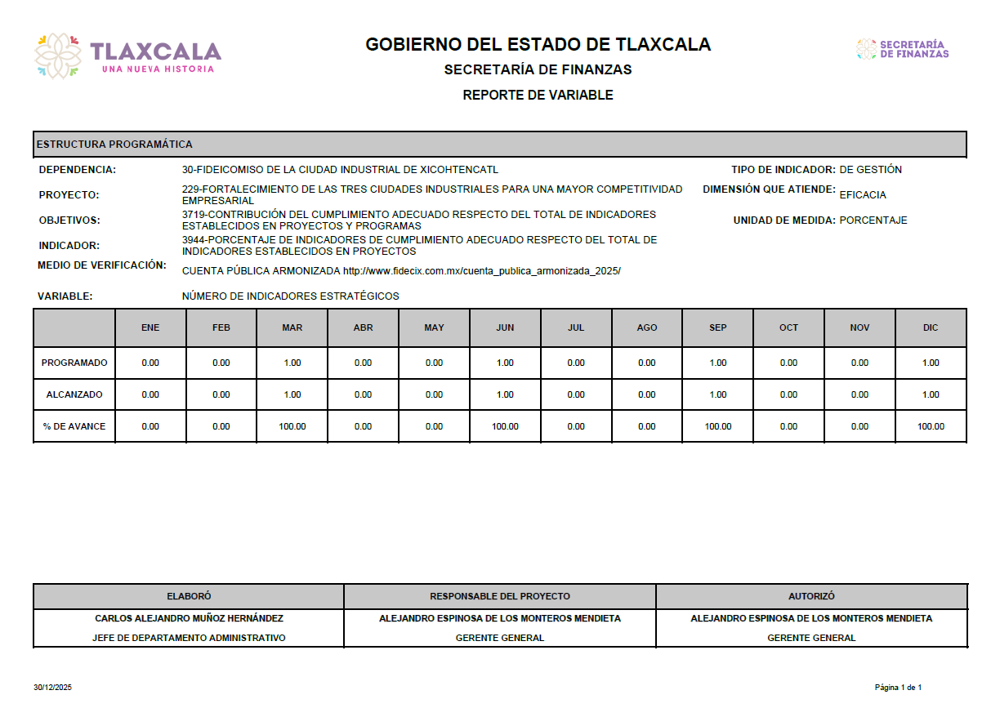 TLAXCALA
UNA NUEVA HISTORIA
GOBIERNO DEL ESTADO DE TLAXCALA
SECRETARÍA DE FINANZAS
REPORTE DE VARIABLE
SECRETARÍA
DE FINANZAS
ESTRUCTURA PROGRAMÁTICA
DEPENDENCIA: 30-FIDEICOMISO DE LA CIUDAD INDUSTRIAL DE XICOHTENCATL TIPO DE INDICADOR: DE GESTIÓN
PROYECTO: 229-FORTALECIMIENTO DE LAS TRES CIUDADES INDUSTRIALES PARA UNA MAYOR COMPETITIVIDAD
EMPRESARIAL
DIMENSIÓN QUE ATIENDE: EFICACIA
OBJETIVOS: 3719-CONTRIBUCIÓN DEL CUMPLIMIENTO ADECUADO RESPECTO DEL TOTAL DE INDICADORES
ESTABLECIDOS EN PROYECTOS Y PROGRAMAS
UNIDAD DE MEDIDA: PORCENTAJE
INDICADOR: 3944-PORCENTAJE DE INDICADORES DE CUMPLIMIENTO ADECUADO RESPECTO DEL TOTAL DE
INDICADORES ESTABLECIDOS EN PROYECTOS
MEDIO DE VERIFICACIÓN: CUENTA PÚBLICA ARMONIZADA http://www.fidecix.com.mx/cuenta_publica_armonizada_2025/
VARIABLE: NÚMERO DE INDICADORES ESTRATÉGICOS
ENE FEB MAR ABR MAY JUN JUL AGO SEP OCT NOV DIC
PROGRAMADO 0.00 0.00 1.00 0.00 0.00 1.00 0.00 0.00 1.00 0.00 0.00 1.00
ALCANZADO 0.00 0.00 1.00 0.00 0.00 1.00 0.00 0.00 1.00 0.00 0.00 1.00
% DE AVANCE 0.00 0.00 100.00 0.00 0.00 100.00 0.00 0.00 100.00 0.00 0.00 100.00
ELABORÓ RESPONSABLE DEL PROYECTO AUTORIZÓ
CARLOS ALEJANDRO MUÑOZ HERNÁNDEZ ALEJANDRO ESPINOSA DE LOS MONTEROS MENDIETA ALEJANDRO ESPINOSA DE LOS MONTEROS MENDIETA
JEFE DE DEPARTAMENTO ADMINISTRATIVO GERENTE GENERAL GERENTE GENERAL
30/12/2025 Página 1 de 1